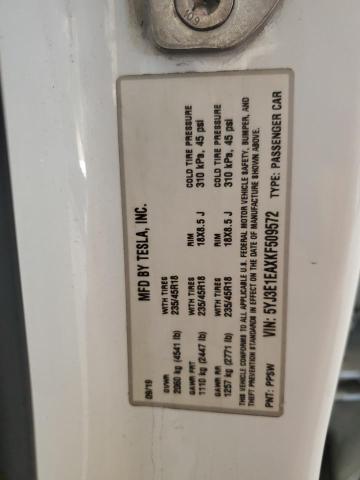 109
MFD BY TESLA, INC.
09/19
GVWR WITH TIRES
2060 kg (4541 lb) 235/45R18
GAWR FRT WITH TIRES RIM COLD TIRE PRESSURE
1110 kg (2447 lb) 235/45R18 18X8.5 J 310 kPa, 45 psi
GAWR RR WITH TIRES RIM COLD TIRE PRESSURE
1257 kg (2771 lb) 235/45R18 18X8.5 J 310 kPa, 45 psi
THIS VEHICLE CONFORMS TO ALL APPLICABLE U.S. FEDERAL MOTOR VEHICLE SAFETY, BUMPER, AND
THEFT PREVENTION STANDARDS IN EFFECT ON THE DATE OF MANUFACTURE SHOWN ABOVE.
PNT: PPSW VIN: 5YJ3E1EAXKF509572 TYPE: PASSENGER CAR